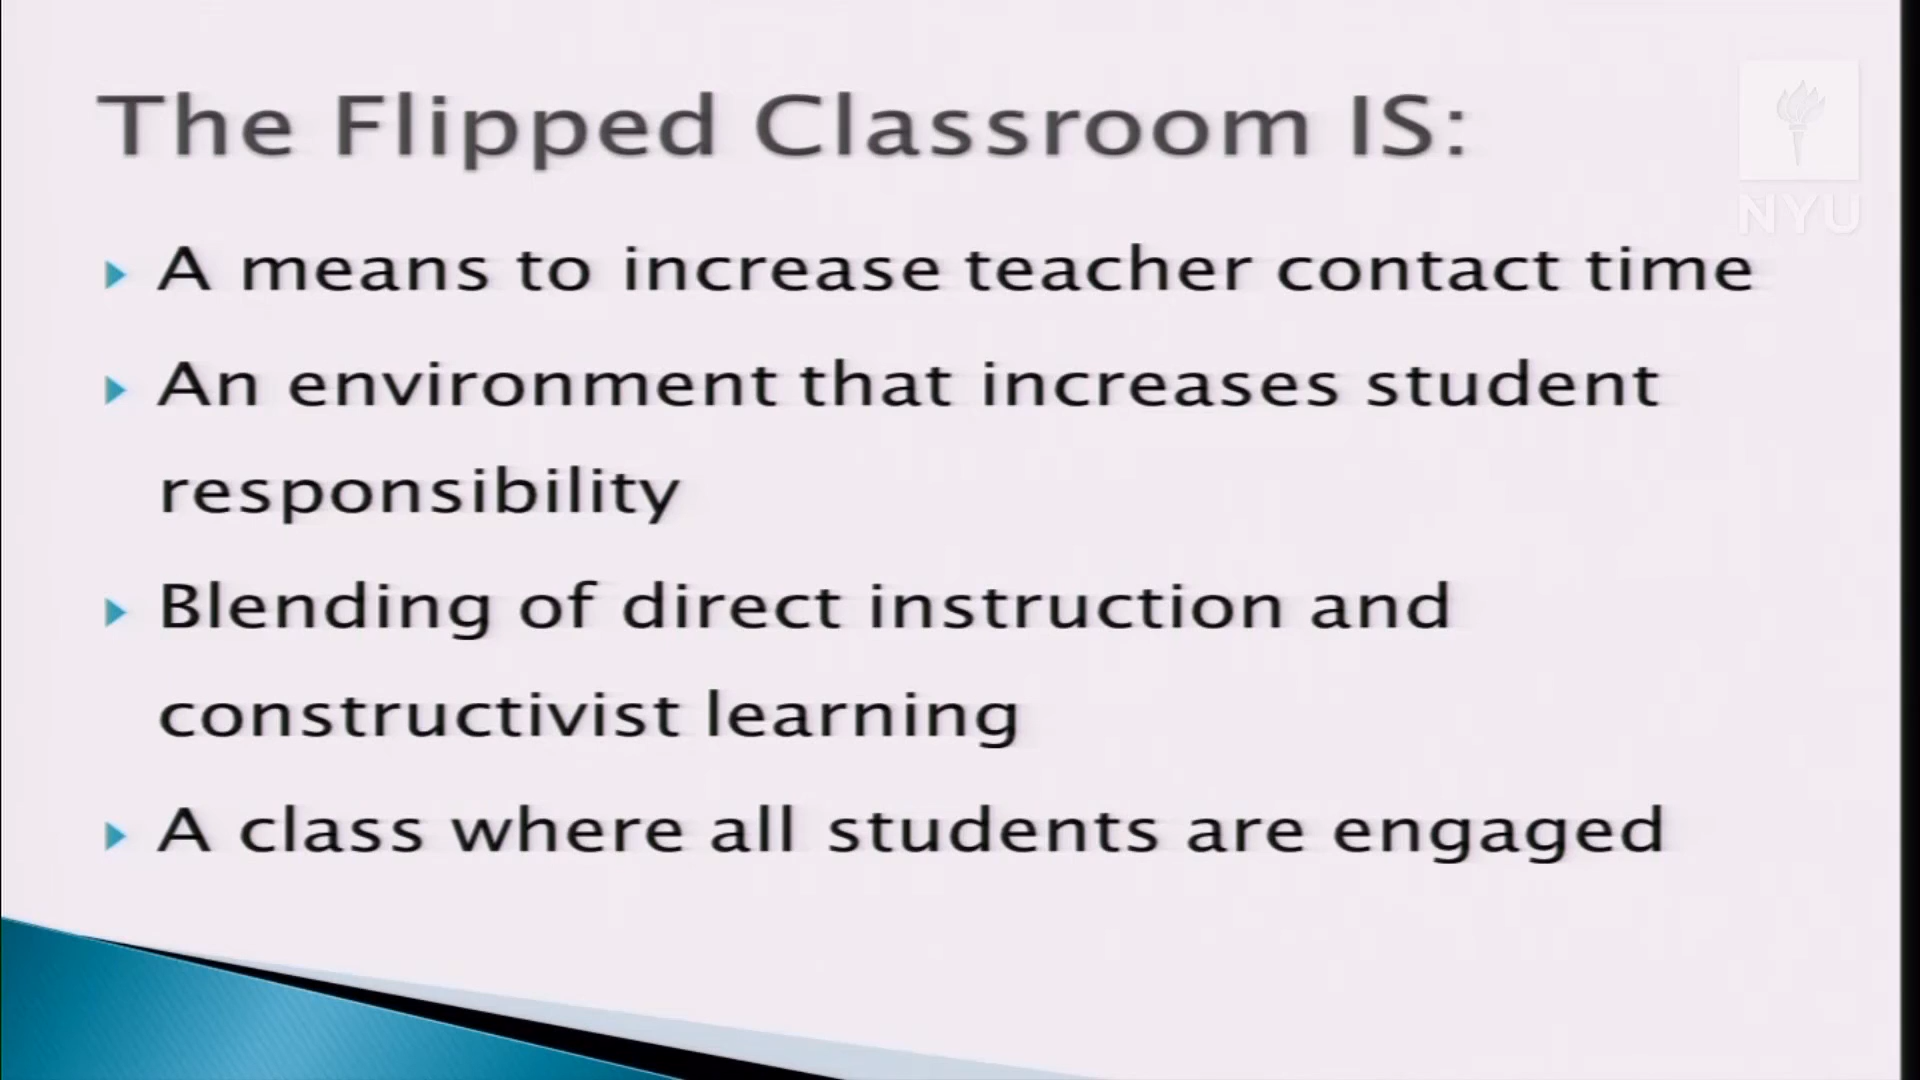 The Flipped Classroom IS:
NYU
A means to increase teacher contact time
An environment that increases student
responsibility
Blending of direct instruction and
constructivist learning
A class where all students are engaged